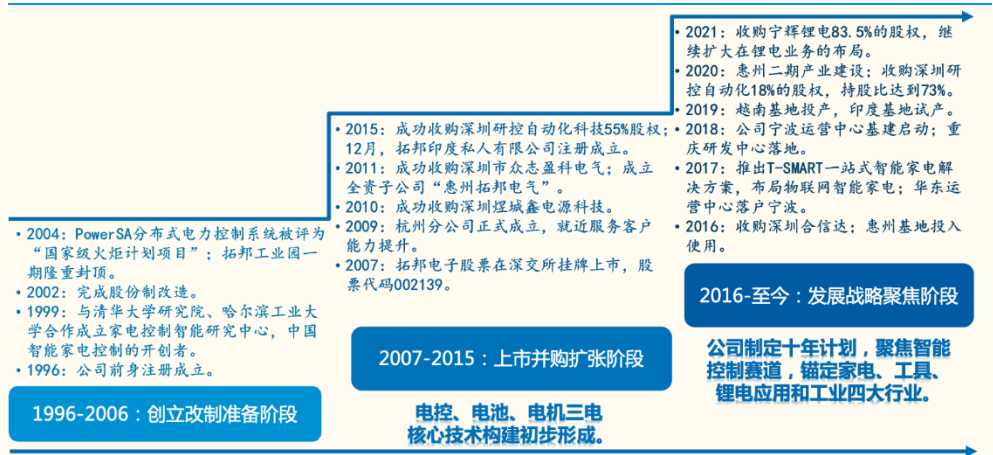 • 2004: PowerSA分布式电力控制系统被评为
“国家级火炬计划项目”; 拓邦工业园一
期隆重封顶。
• 2002: 完成股份制改造。
• 1999: 与清华大学研究院、哈尔滨工业大
学合作成立家电控制智能研究中心, 中国
智能家电控制的开创者。
• 1996: 公司前身注册成立。
1996-2006：创立改制准备阶段
• 2015: 成功收购深圳研控自动化科技55%股权;
12月, 拓邦印度私人有限公司注册成立。
• 2011: 成功收购深圳市众志盈科电气; 成立
全资子公司“惠州拓邦电气”。
• 2010: 成功收购深圳煜城鑫电源科技。
• 2009: 杭州分公司正式成立, 就近服务客户
能力提升。
• 2007: 拓邦电子股票在深交所挂牌上市, 股
票代码002139。
2007-2015：上市并购扩张阶段
电控、电池、电机三电
核心技术构建初步形成。
• 2021: 收购宁辉锂电83.5%的股权, 继
续扩大在锂电业务的布局。
• 2020: 惠州二期产业建设; 收购深圳研
控自动化18%的股权, 持股比达到73%。
• 2019: 越南基地投产, 印度基地试产。
• 2018: 公司宁波运营中心基建启动; 重
庆研发中心落地。
• 2017: 推出T-SMART一站式智能家电解
决方案, 布局物联网智能家电; 华东运
营中心落户宁波。
• 2016: 收购深圳合信达; 惠州基地投入
使用。
2016-至今：发展战略聚焦阶段
公司制定十年计划，聚焦智能
控制赛道，锚定家电、工具、
锂电应用和工业四大行业。